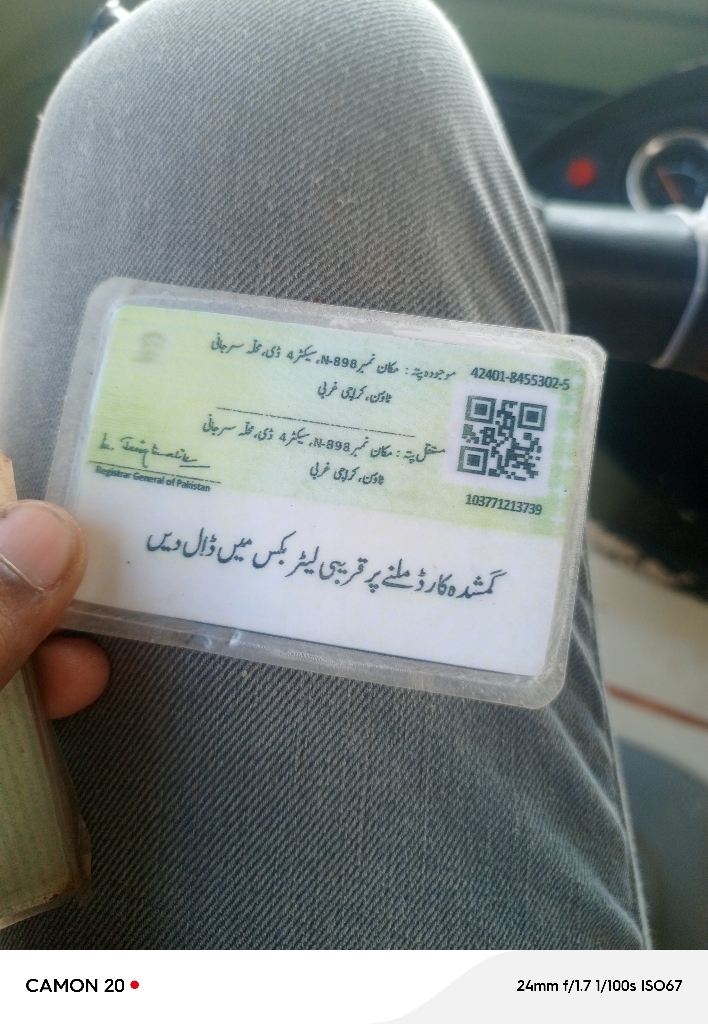 42401-8455302-5
موجودہ پتہ : مکان نمبر N-898، سیکٹر 4 ڈی، محلہ سرجانی
ٹاؤن، کراچی غربی
مستقل پتہ : مکان نمبر N-898، سیکٹر 4 ڈی، محلہ سرجانی
ٹاؤن، کراچی غربی
103771213739
Registrar General of Pakistan
گمشدہ کارڈ ملنے پر قریبی لیٹر بکس میں ڈال دیں
CAMON 20
24mm f/1.7 1/100s ISO67